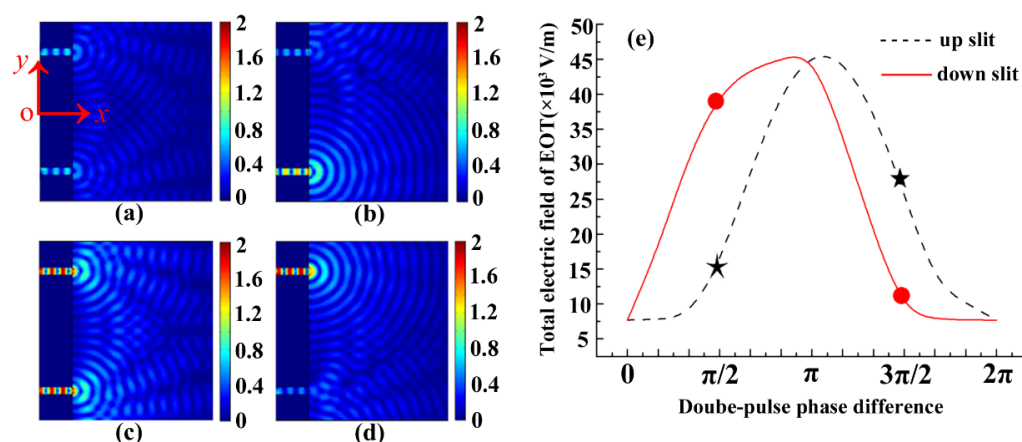 2
1.6
1.2
0.8
0.4
0
y
o
x
(a)
2
1.6
1.2
0.8
0.4
0
(b)
2
1.6
1.2
0.8
0.4
0
(c)
2
1.6
1.2
0.8
0.4
0
(d)
(e)
up slit
down slit
Total electric field of EOT(×10³ V/m)
50
45
40
35
30
25
20
15
10
5
0 π/2 π 3π/2 2π
Doube-pulse phase difference